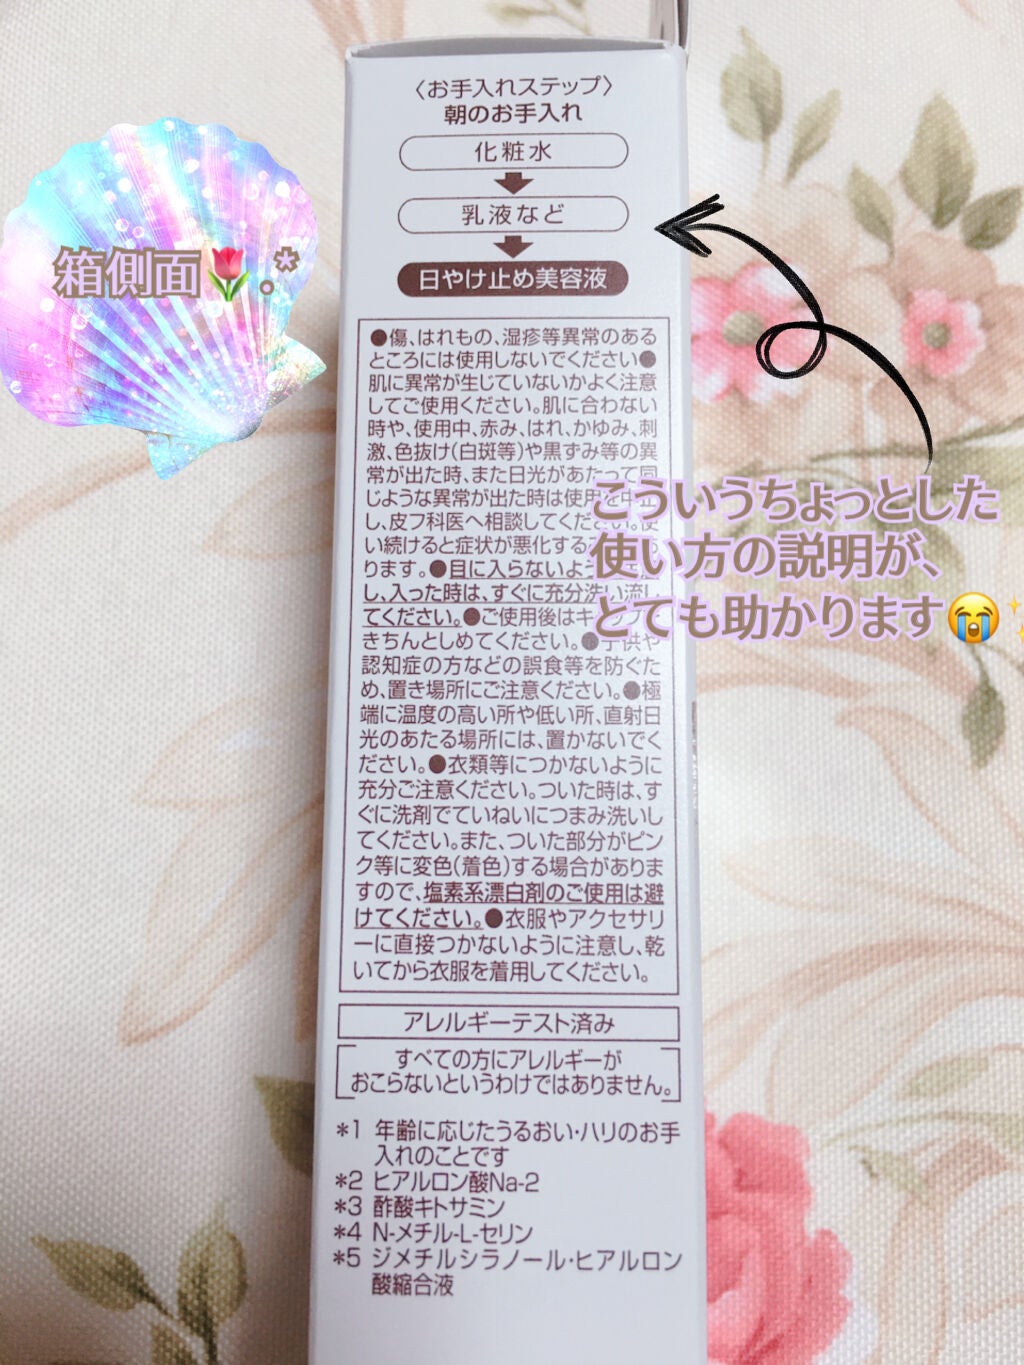 〈お手入れステップ〉
朝のお手入れ
化粧水
乳液など
日やけ止め美容液
箱側面🌷.*
●傷、はれもの、湿疹等異常のある
ところには使用しないでください●
肌に異常が生じていないかよく注意
してご使用ください。肌に合わない
時や、使用中、赤み、はれ、かゆみ、刺
激、色抜け(白斑等)や黒ずみ等の異
常が出た時、また日光があたって同
じような異常が出た時は使用を中止
し、皮フ科医へ相談してください。使
い続けると症状が悪化する
ります。●目に入らないよう
し、入った時は、すぐに充分洗い流し
てください。●ご使用後はキャップを
きちんとしめてください。●子供や
認知症の方などの誤食等を防ぐた
め、置き場所にご注意ください。●極
端に温度の高い所や低い所、直射日
光のあたる場所には、置かないでく
ださい。●衣類等につかないように
充分ご注意ください。ついた時は、す
ぐに洗剤でていねいにつまみ洗いし
てください。また、ついた部分がピン
ク等に変色(着色)する場合がありま
すので、塩素系漂白剤のご使用は避
けてください。●衣服やアクセサリ
ーに直接つかないように注意し、乾
いてから衣服を着用してください。
こういうちょっとした
使い方の説明が、
とても助かります😭✨
アレルギーテスト済み
すべての方にアレルギーが
おこらないというわけではありません。
*1 年齢に応じたうるおい・ハリのお手
入れのことです
*2 ヒアルロン酸Na-2
*3 酢酸キトサミン
*4 N-メチル-L-セリン
*5 ジメチルシラノール・ヒアルロン
酸縮合液